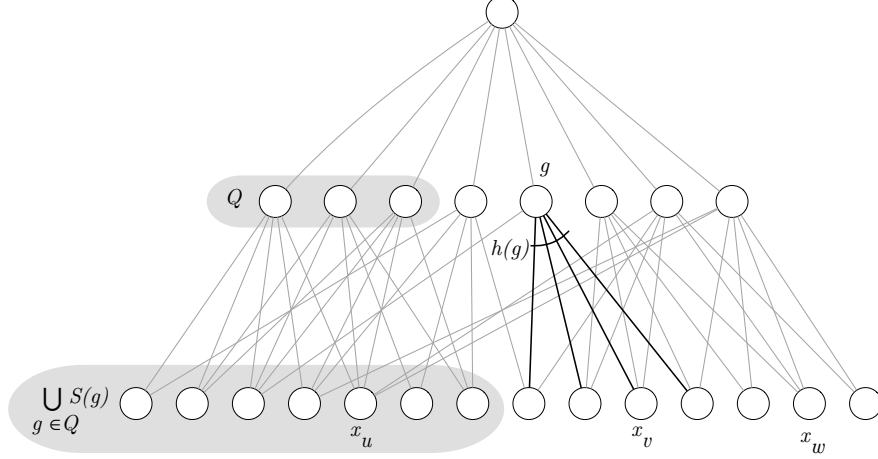 g
Q
h(g)
⋃ S(g)
g ∈ Q
x_u
x_v
x_w